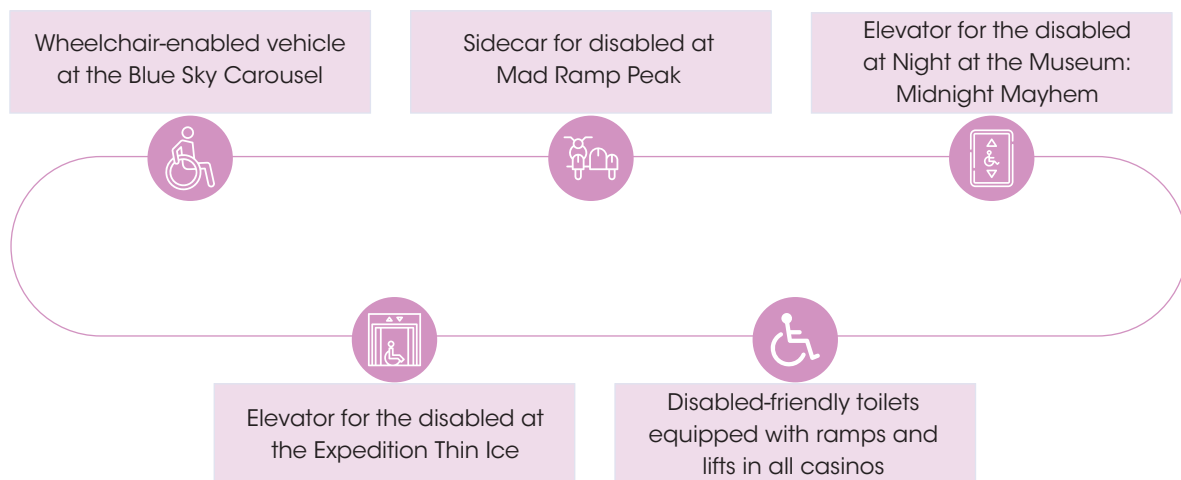 Wheelchair-enabled vehicle
at the Blue Sky Carousel
Sidecar for disabled at
Mad Ramp Peak
Elevator for the disabled
at Night at the Museum:
Midnight Mayhem
Elevator for the disabled at
the Expedition Thin Ice
Disabled-friendly toilets
equipped with ramps and
lifts in all casinos